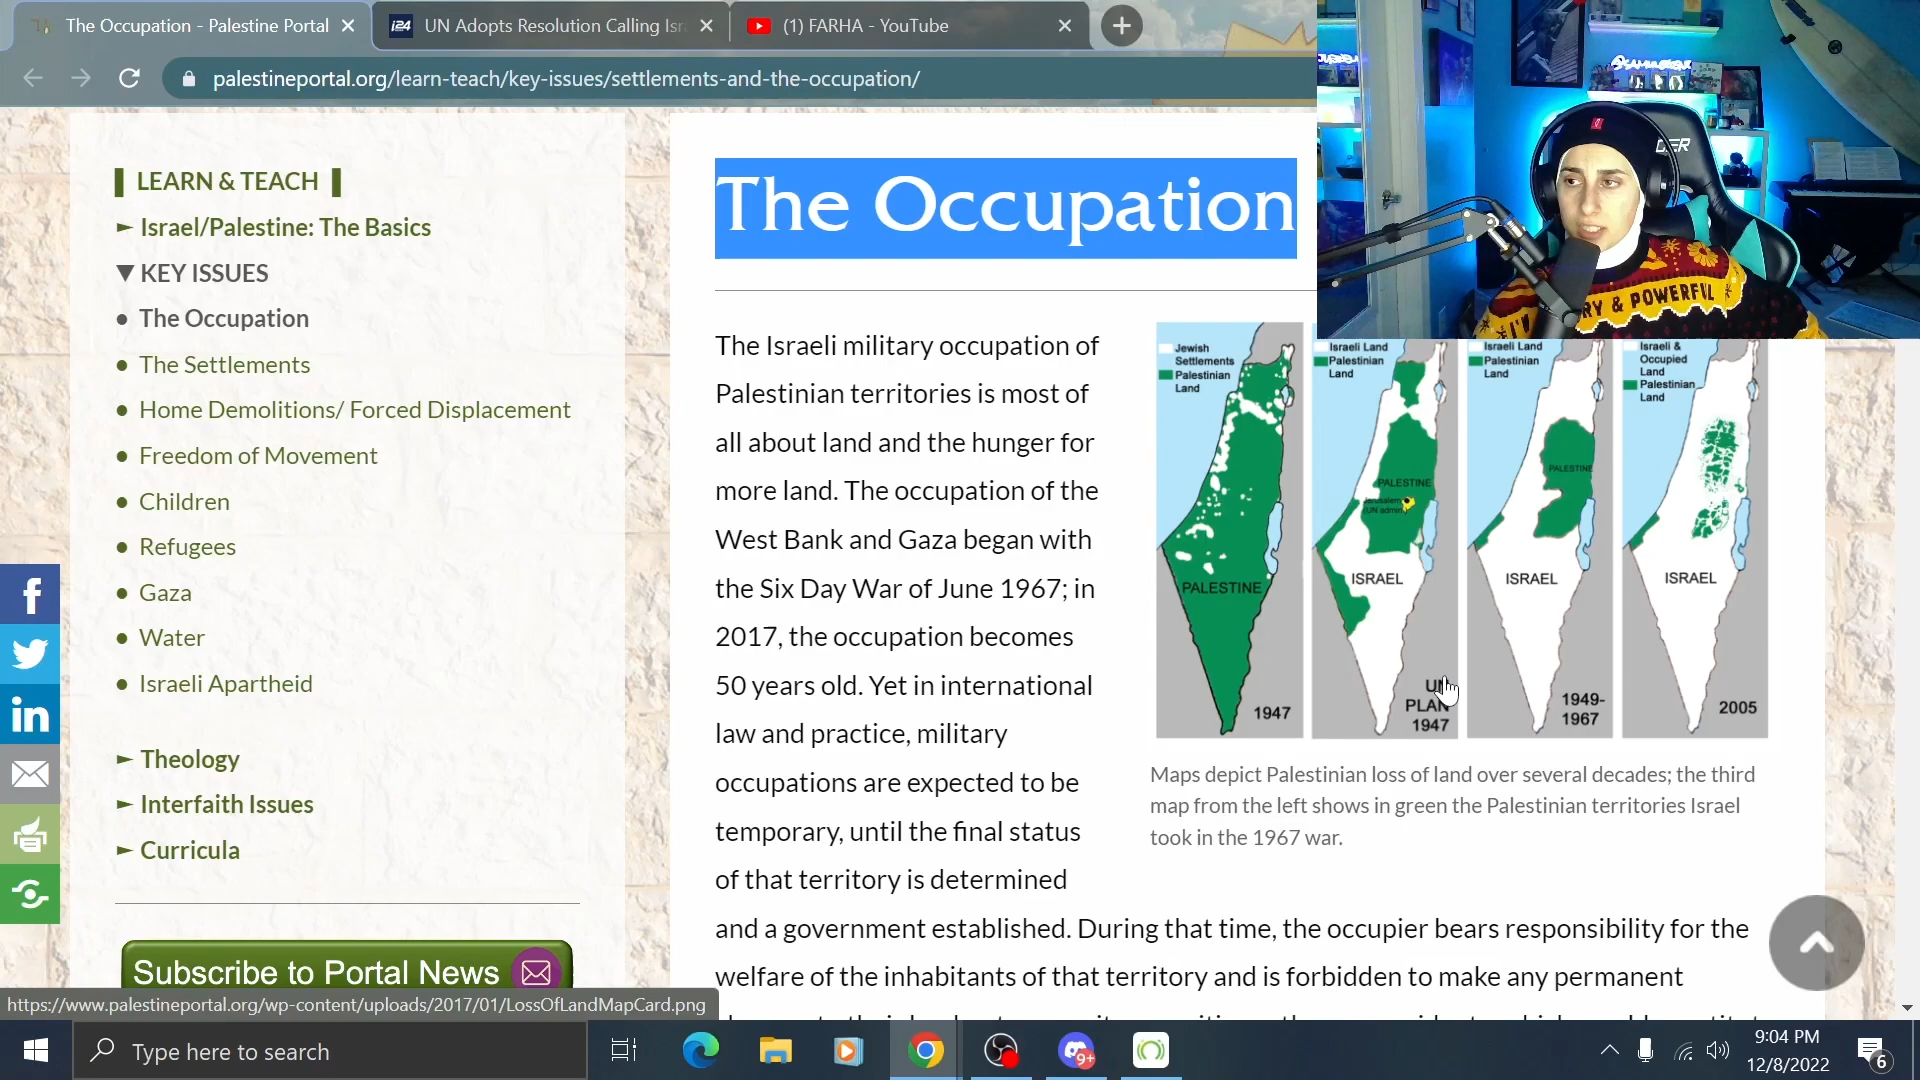 The Occupation - Palestine Portal
i24
UN Adopts Resolution Calling Isr
(1) FARHA - YouTube
palestineportal.org/learn-teach/key-issues/settlements-and-the-occupation/
LEARN & TEACH
► Israel/Palestine: The Basics
▼ KEY ISSUES
• The Occupation
• The Settlements
• Home Demolitions/ Forced Displacement
• Freedom of Movement
• Children
• Refugees
• Gaza
• Water
• Israeli Apartheid
► Theology
► Interfaith Issues
► Curricula
Subscribe to Portal News
https://www.palestineportal.org/wp-content/uploads/2017/01/LossOfLandMapCard.png
The Occupation
The Israeli military occupation of
Palestinian territories is most of
all about land and the hunger for
more land. The occupation of the
West Bank and Gaza began with
the Six Day War of June 1967; in
2017, the occupation becomes
50 years old. Yet in international
law and practice, military
occupations are expected to be
temporary, until the final status
of that territory is determined
and a government established. During that time, the occupier bears responsibility for the
welfare of the inhabitants of that territory and is forbidden to make any permanent
Jewish
Settlements
Palestinian
Land
PALESTINE
1947
Israeli Land
Palestinian
Land
PALESTINE
Jerusalem
(UN admin)
ISRAEL
UN
PLAN
1947
Israeli Land
Palestinian
Land
PALESTINE
ISRAEL
1949-
1967
Israeli &
Occupied
Land
Palestinian
Land
ISRAEL
2005
Maps depict Palestinian loss of land over several decades; the third
map from the left shows in green the Palestinian territories Israel
took in the 1967 war.
RY & POWERFUL
Type here to search
9+
9:04 PM
12/8/2022
6